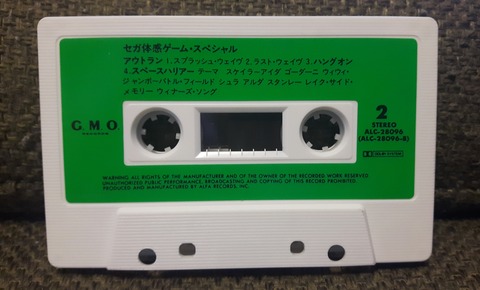 セガ体感ゲーム・スペシャル
アウトラン 1.スプラッシュ・ウェイヴ 2.ラスト・ウェイヴ 3.ハングオン
4.スペースハリアー テーマ スケイラーアイダ ゴーダーニ ウィウィ・
ジャンボーバトル・フィールド シュラ アルダ スタンレー レイク・サイド・
メモリー ウィナーズ・ソング
G.M.O.
RECORDS
2
STEREO
ALC-28096
(ALC-28096-B)
DOLBY SYSTEM
WARNING: ALL RIGHTS OF THE MANUFACTURER AND OF THE OWNER OF THE RECORDED WORK RESERVED
UNAUTHORIZED PUBLIC PERFORMANCE, BROADCASTING AND COPYING OF THIS RECORD PROHIBITED.
PRODUCED AND MANUFACTURED BY ALFA RECORDS, INC.